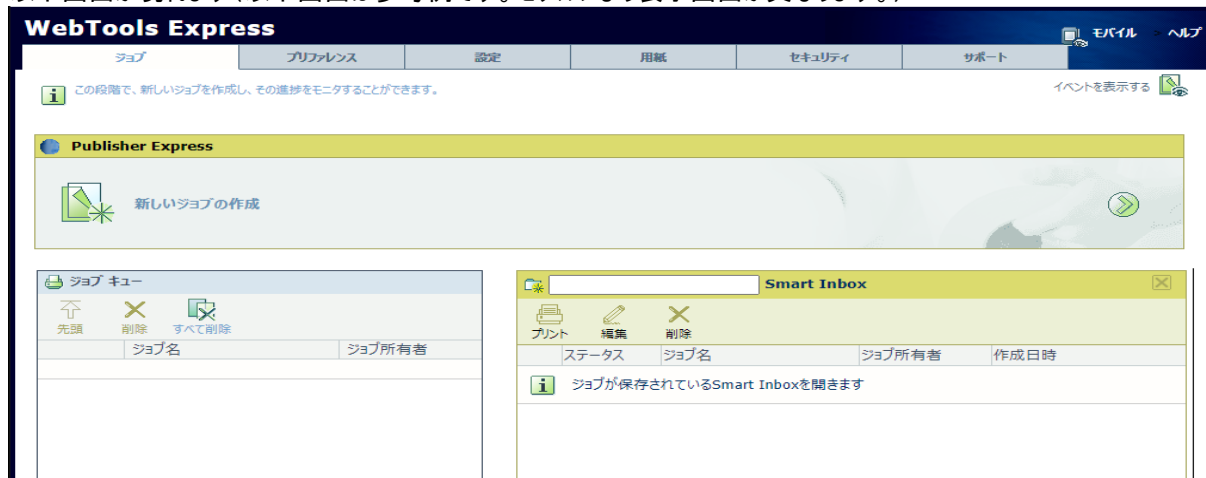 WebTools Express
モバイル > ヘルプ
ジョブ プリファレンス 設定 用紙 セキュリティ サポート
この段階で、新しいジョブを作成し、その進捗をモニタすることができます。
イベントを表示する
Publisher Express
新しいジョブの作成
ジョブ キュー
先頭 削除 すべて削除
ジョブ名 ジョブ所有者
Smart Inbox
プリント 編集 削除
ステータス ジョブ名 ジョブ所有者 作成日時
ジョブが保存されているSmart Inboxを開きます